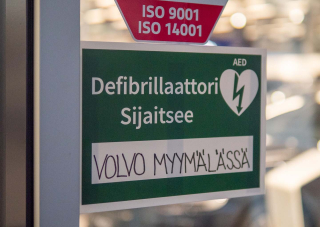 ISO 9001
ISO 14001
AED
Defibrillaattori
Sijaitsee
VOLVO MYYMÄLÄSSÄ